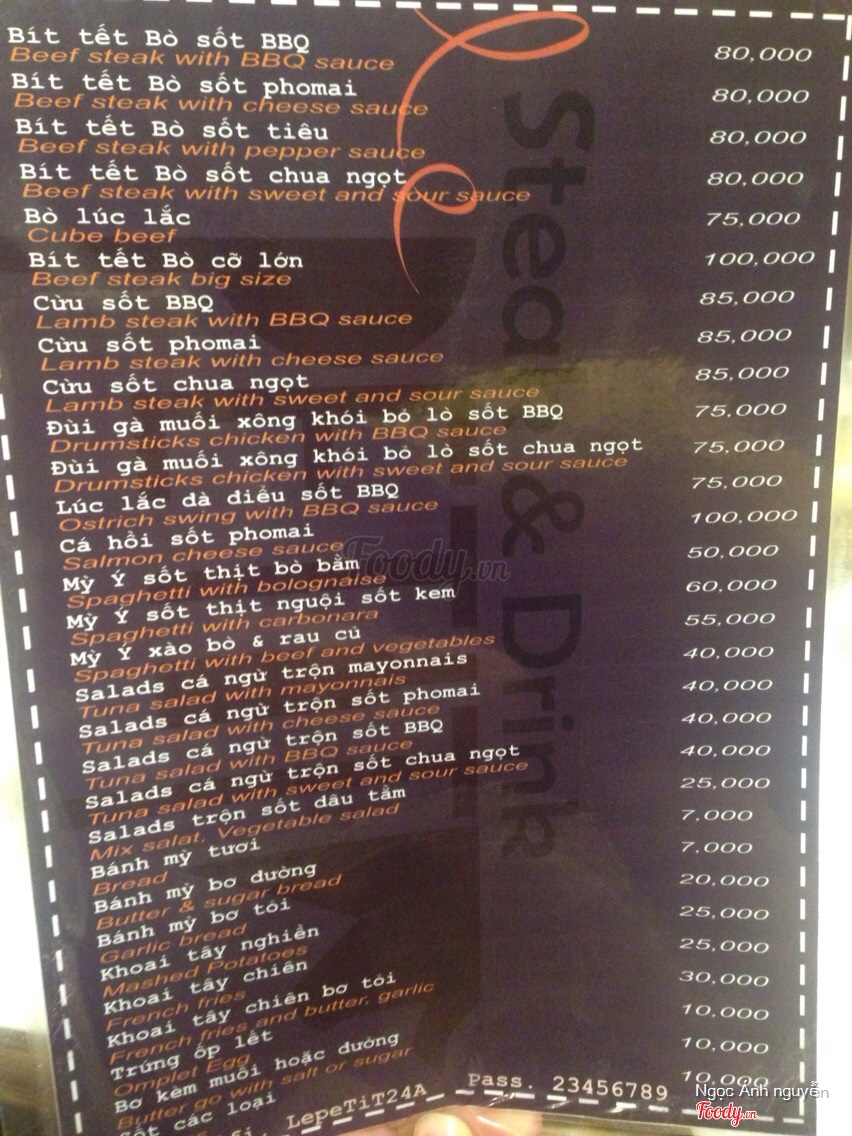 Bít tết Bò sốt BBQ 80,000
Beef steak with BBQ sauce
Bít tết Bò sốt phomai 80,000
Beef steak with cheese sauce
Bít tết Bò sốt tiêu 80,000
Beef steak with pepper sauce
Bít tết Bò sốt chua ngọt 80,000
Beef steak with sweet and sour sauce
Bò lúc lắc 75,000
Cube beef
Bít tết Bò cỡ lớn 100,000
Beef steak big size
Cừu sốt BBQ 85,000
Lamb steak with BBQ sauce
Cừu sốt phomai 85,000
Lamb steak with cheese sauce
Cừu sốt chua ngọt 85,000
Lamb steak with sweet and sour sauce
Đùi gà muối xông khói bỏ lò sốt BBQ 75,000
Drumsticks chicken with BBQ sauce
Đùi gà muối xông khói bỏ lò sốt chua ngọt 75,000
Drumsticks chicken with sweet and sour sauce
Lúc lắc đà điểu sốt BBQ 75,000
Ostrich swing with BBQ sauce
Cá hồi sốt phomai 100,000
Salmon cheese sauce
Mỳ Ý sốt thịt bò bằm 50,000
Spaghetti with bolognaise
Mỳ Ý sốt thịt nguội sốt kem 60,000
Spaghetti with carbonara
Mỳ Ý xào bò & rau củ 55,000
Spaghetti with beef and vegetables
Salads cá ngừ trộn mayonnais 40,000
Tuna salad with mayonnais
Salads cá ngừ trộn sốt phomai 40,000
Tuna salad with cheese sauce
Salads cá ngừ trộn sốt BBQ 40,000
Tuna salad with BBQ sauce
Salads cá ngừ trộn sốt chua ngọt 40,000
Tuna salad with sweet and sour sauce
Salads trộn sốt dâu tằm 25,000
Mix salat. Vegetable salad
Bánh mỳ tươi 7,000
Bread
Bánh mỳ bơ đường 7,000
Butter & sugar bread
Bánh mỳ bơ tỏi 20,000
Garlic bread
Khoai tây nghiền 25,000
Mashed Potatoes
Khoai tây chiên 25,000
French fries
Khoai tây chiên bơ tỏi 30,000
French fries and butter, garlic
Trứng ốp lết 10,000
Omplet Egg
Bơ kèm muối hoặc đường 10,000
Butter go with salt or sugar
Sốt các loại 10,000
LepeTiT24A Pass. 23456789
Steak & Drink
Foody.vn
Ngọc Ánh nguyễn
Foody.vn